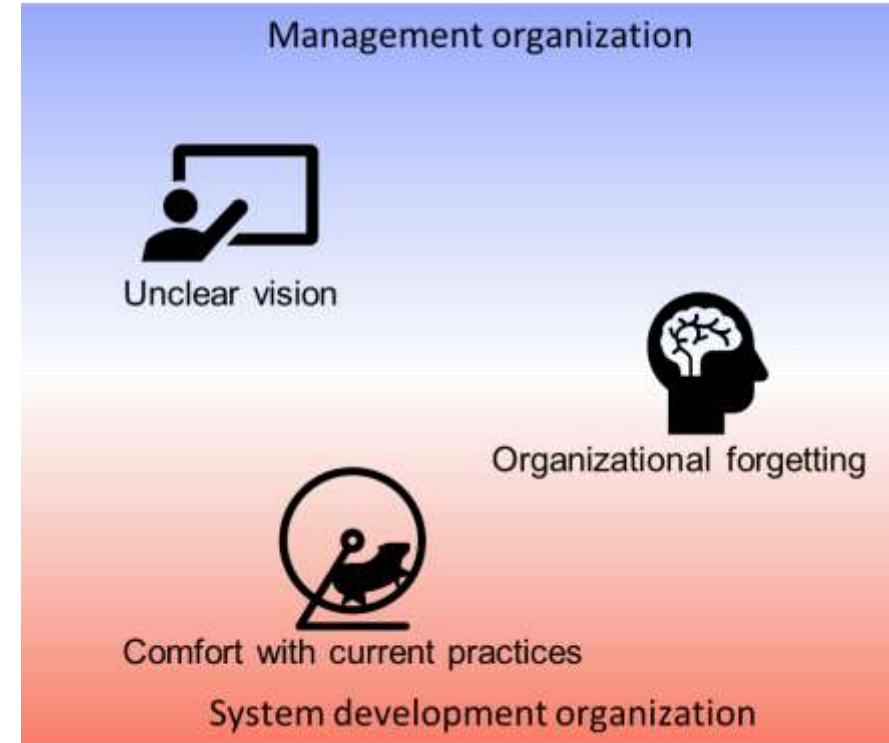 Management organization
Unclear vision
Organizational forgetting
Comfort with current practices
System development organization